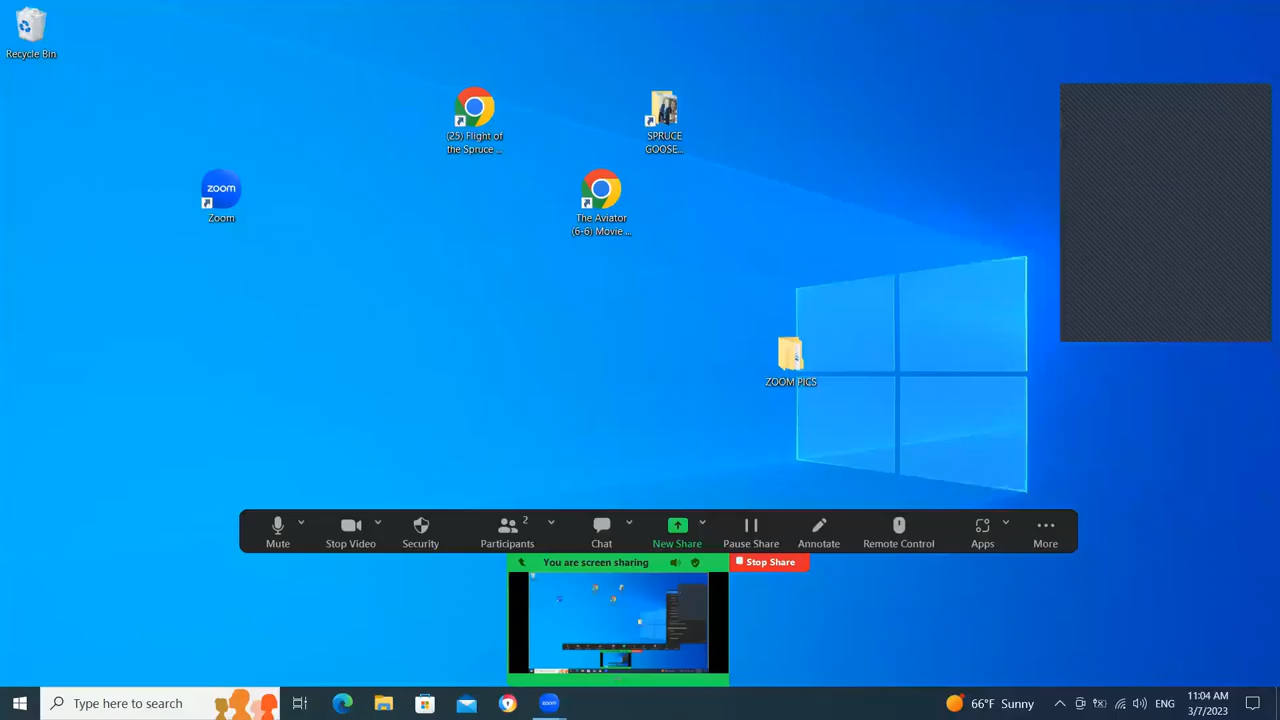 Recycle Bin
(25) Flight of
the Spruce ...
SPRUCE
GOOSE...
zoom
Zoom
The Aviator
(6-6) Movie ...
ZOOM PICS
Mute
Stop Video
Security
2
Participants
Chat
New Share
Pause Share
Annotate
Remote Control
Apps
More
You are screen sharing
Stop Share
Type here to search
zoom
66°F Sunny
ENG
11:04 AM
3/7/2023